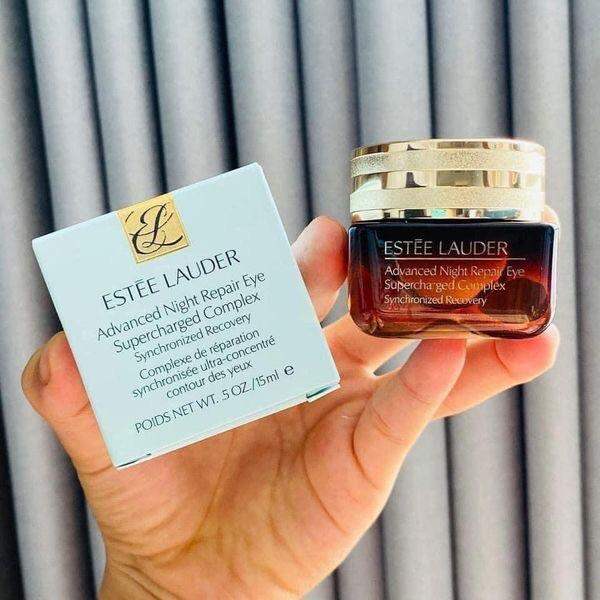 EL
ESTĒE LAUDER
Advanced Night Repair Eye
Supercharged Complex
Synchronized Recovery
Complexe de réparation
synchronisée ultra-concentré
contour des yeux
POIDS NET WT. .5 OZ./15ml ℮
ESTĒE LAUDER
Advanced Night Repair Eye
Supercharged Complex
Synchronized Recovery